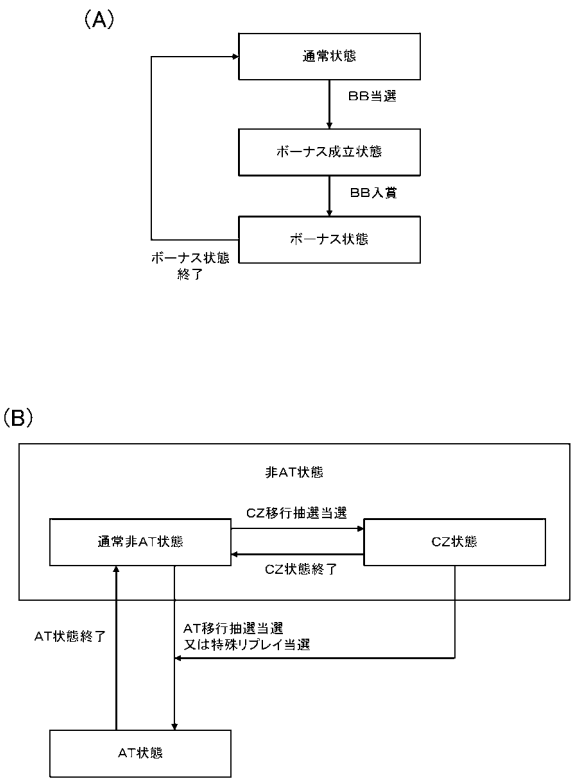 (A)
通常状態
BB当選
ボーナス成立状態
BB入賞
ボーナス状態
ボーナス状態
終了
(B)
非AT状態
CZ移行抽選当選
通常非AT状態
CZ状態
CZ状態終了
AT状態終了
AT移行抽選当選
又は特殊リプレイ当選
AT状態